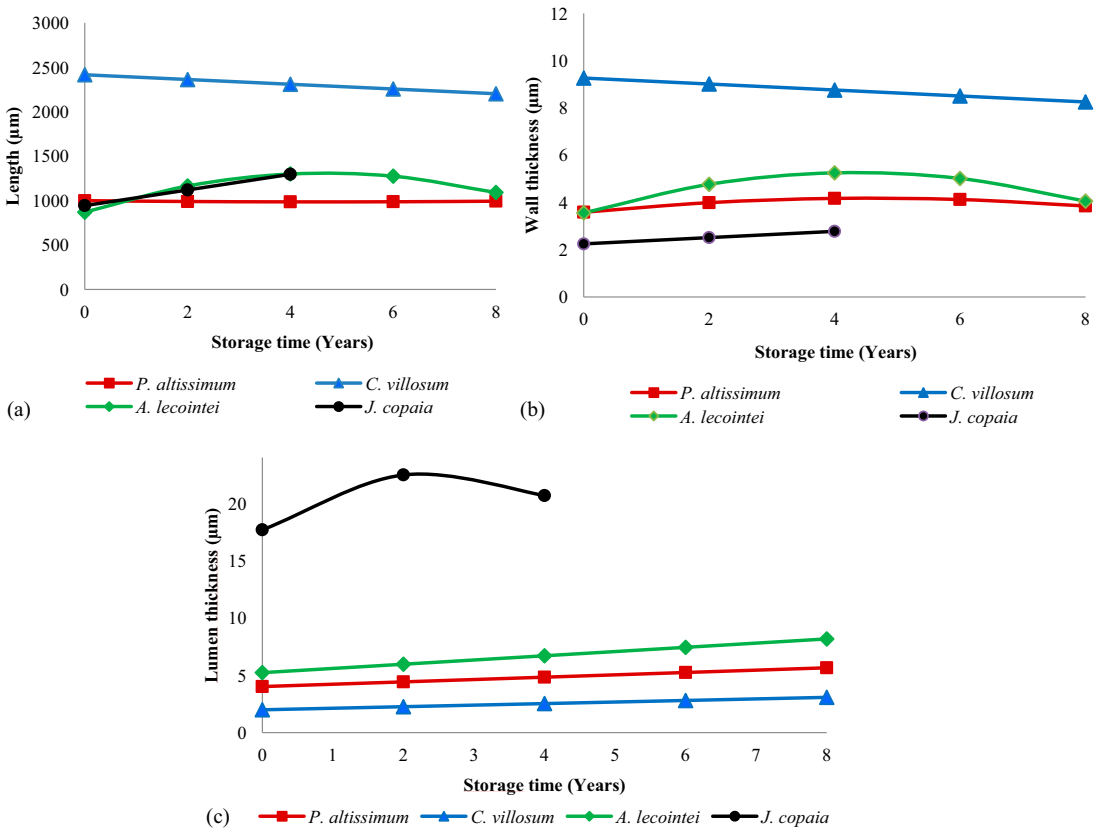 3000
2500
2000
1500
1000
500
0
Length (µm)
0 2 4 6 8
Storage time (Years)
P. altissimum C. villosum
A. lecointei J. copaia
(a)
12
10
8
6
4
2
0
Wall thickness (µm)
0 2 4 6 8
Storage time (Years)
P. altissimum C. villosum
A. lecointei J. copaia
(b)
20
15
10
5
0
Lumen thickness (µm)
0 1 2 3 4 5 6 7 8
Storage time (Years)
(c) P. altissimum C. villosum A. lecointei J. copaia